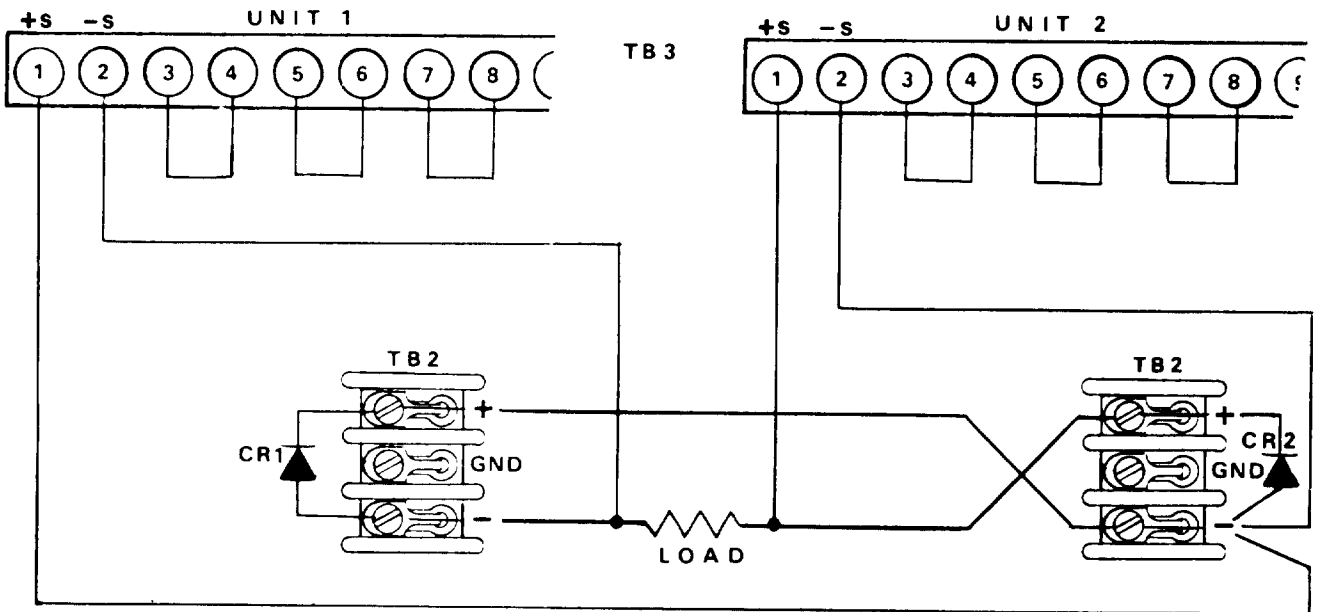 +S -S UNIT 1
1 2 3 4 5 6 7 8
TB3
+S -S UNIT 2
1 2 3 4 5 6 7 8
TB2
+
CR1
GND
-
LOAD
TB2
+
CR2
GND
-